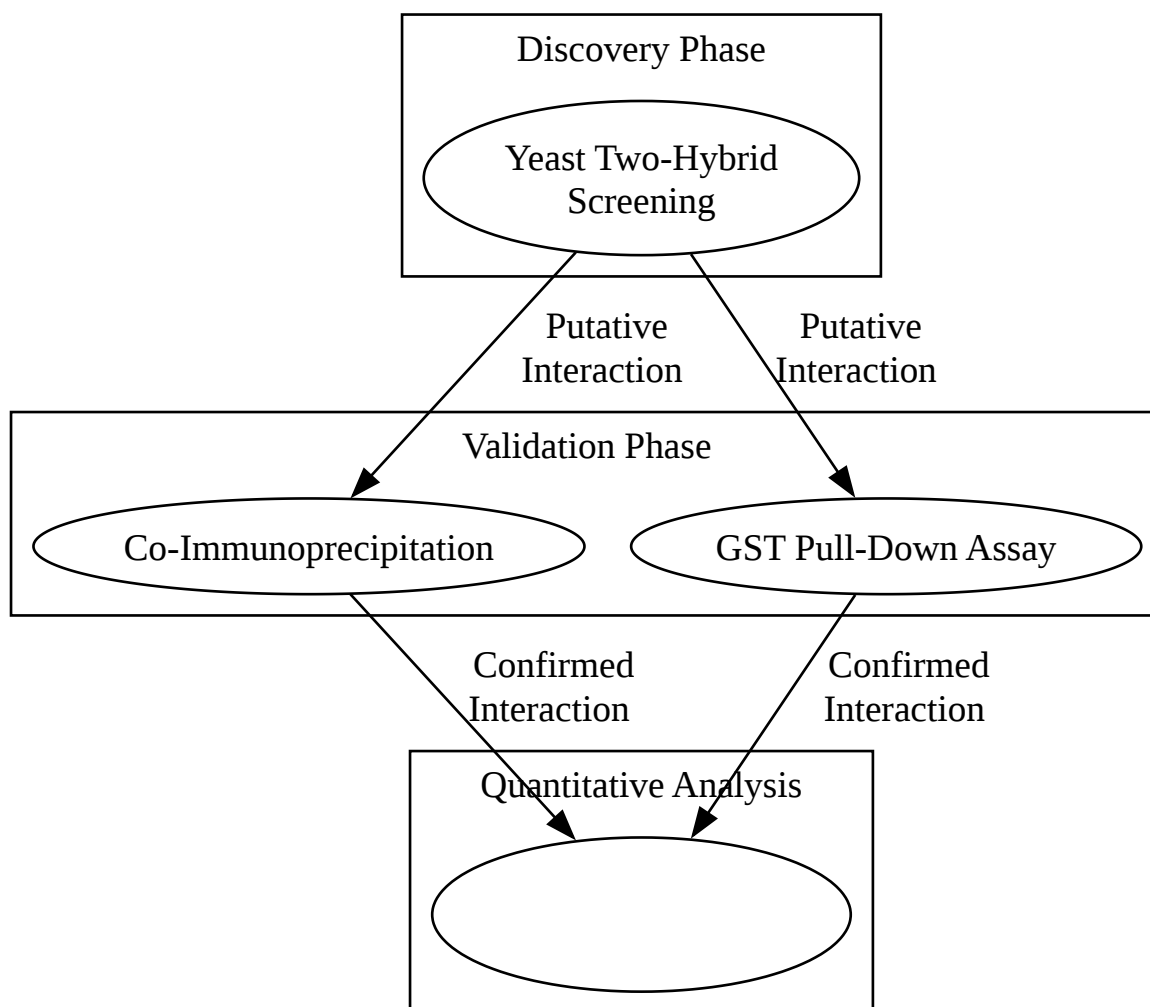 Discovery Phase
Yeast Two-Hybrid
Screening
Putative
Interaction
Putative
Interaction
Validation Phase
Co-Immunoprecipitation
GST Pull-Down Assay
Confirmed
Interaction
Confirmed
Interaction
Quantitative Analysis